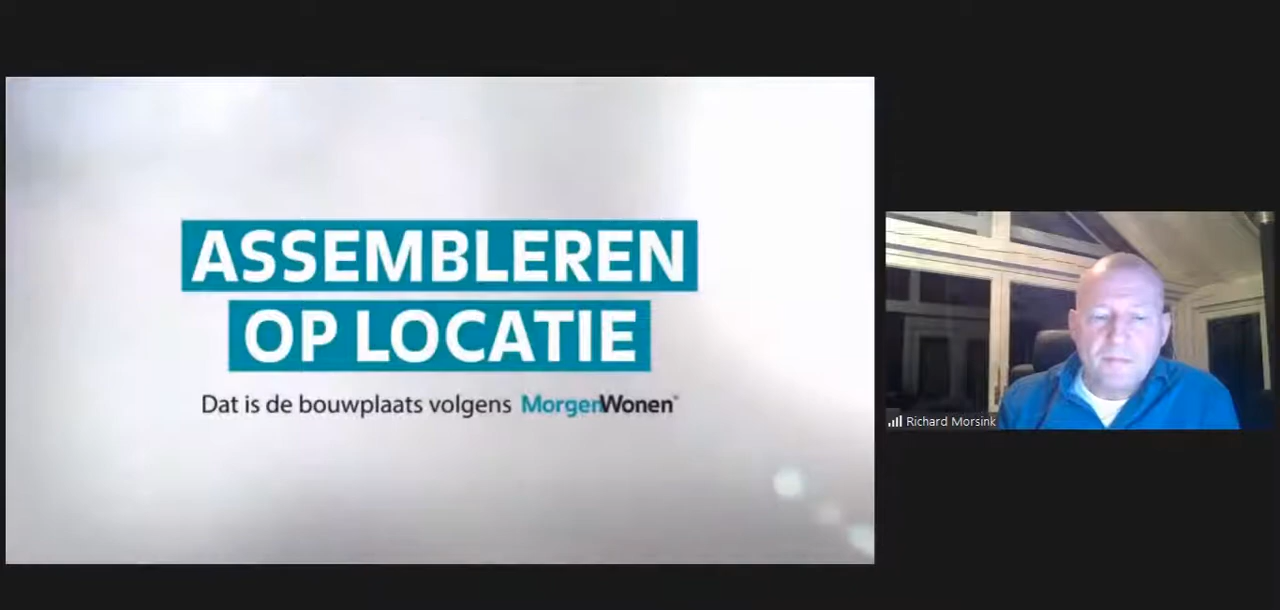 ASSEMBLEREN
OP LOCATIE
Dat is de bouwplaats volgens MorgenWonen®
Richard Morsink